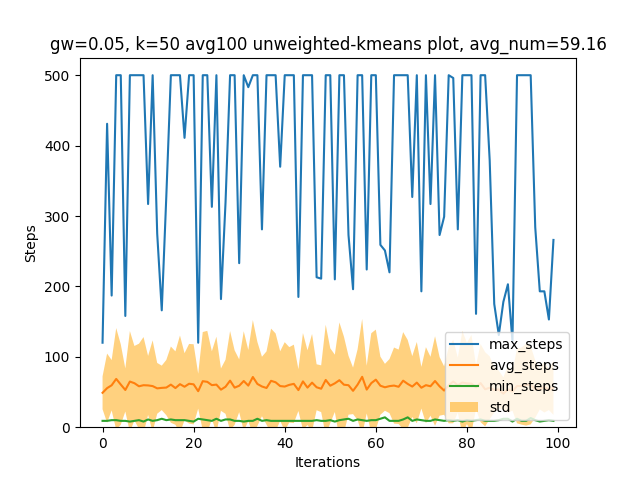 gw=0.05, k=50 avg100 unweighted-kmeans plot, avg_num=59.16
500
400
300
200
100
0
Steps
max_steps
avg_steps
min_steps
std
0 20 40 60 80 100
Iterations